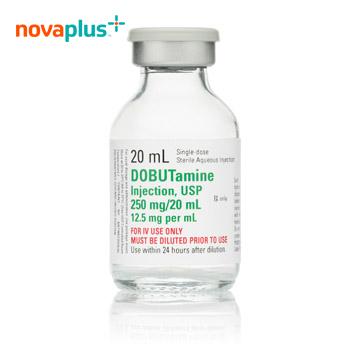 novaplus+
20 mL
Single-dose
Sterile Aqueous Injection
DOBUTamine
Injection, USP
250 mg/20 mL
12.5 mg per mL
℞ only
FOR IV USE ONLY
MUST BE DILUTED PRIOR TO USE
Use within 24 hours after dilution.